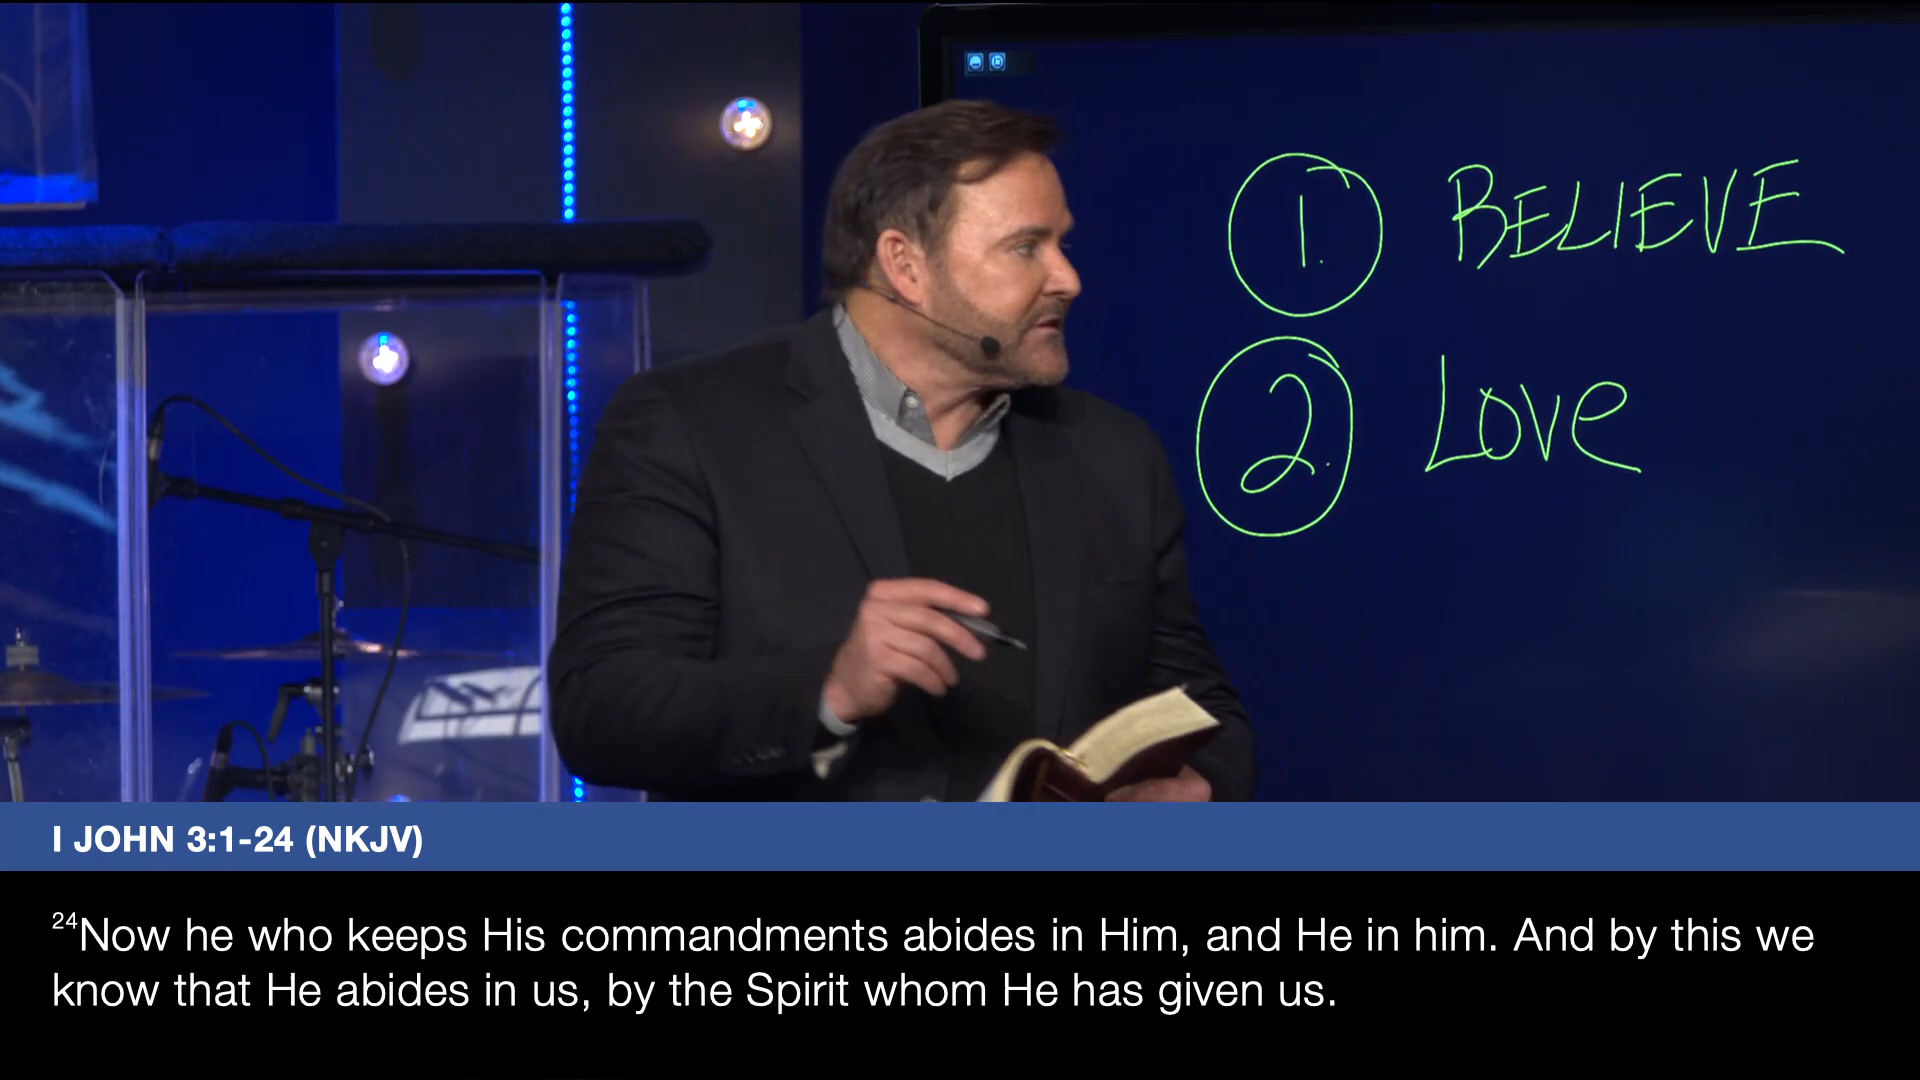 1. BELIEVE
2. LOVe
I JOHN 3:1-24 (NKJV)
24Now he who keeps His commandments abides in Him, and He in him. And by this we
know that He abides in us, by the Spirit whom He has given us.